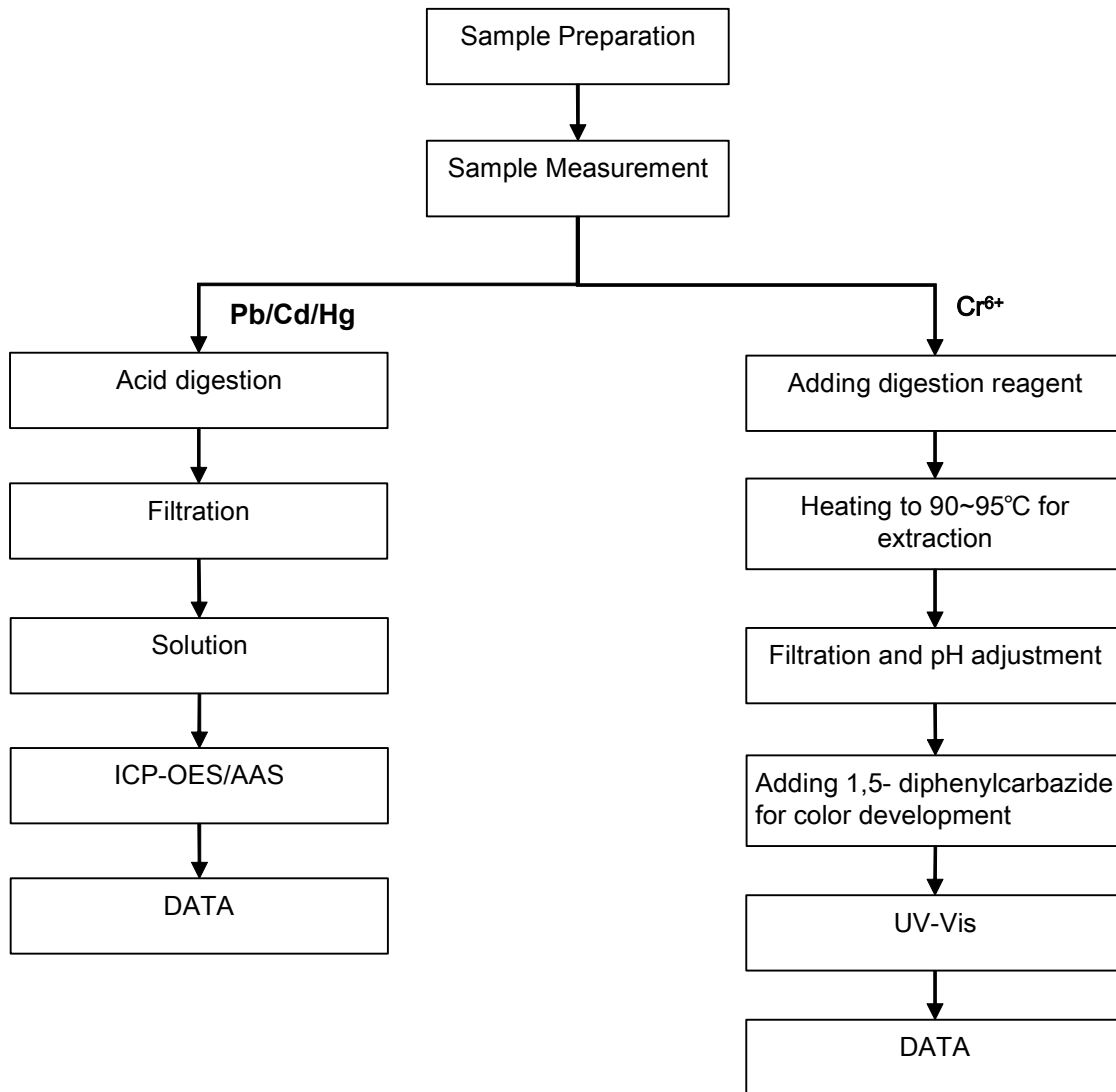 Sample Preparation
Sample Measurement
Pb/Cd/Hg
Acid digestion
Filtration
Solution
ICP-OES/AAS
DATA
Cr⁶⁺
Adding digestion reagent
Heating to 90~95℃ for
extraction
Filtration and pH adjustment
Adding 1,5- diphenylcarbazide
for color development
UV-Vis
DATA